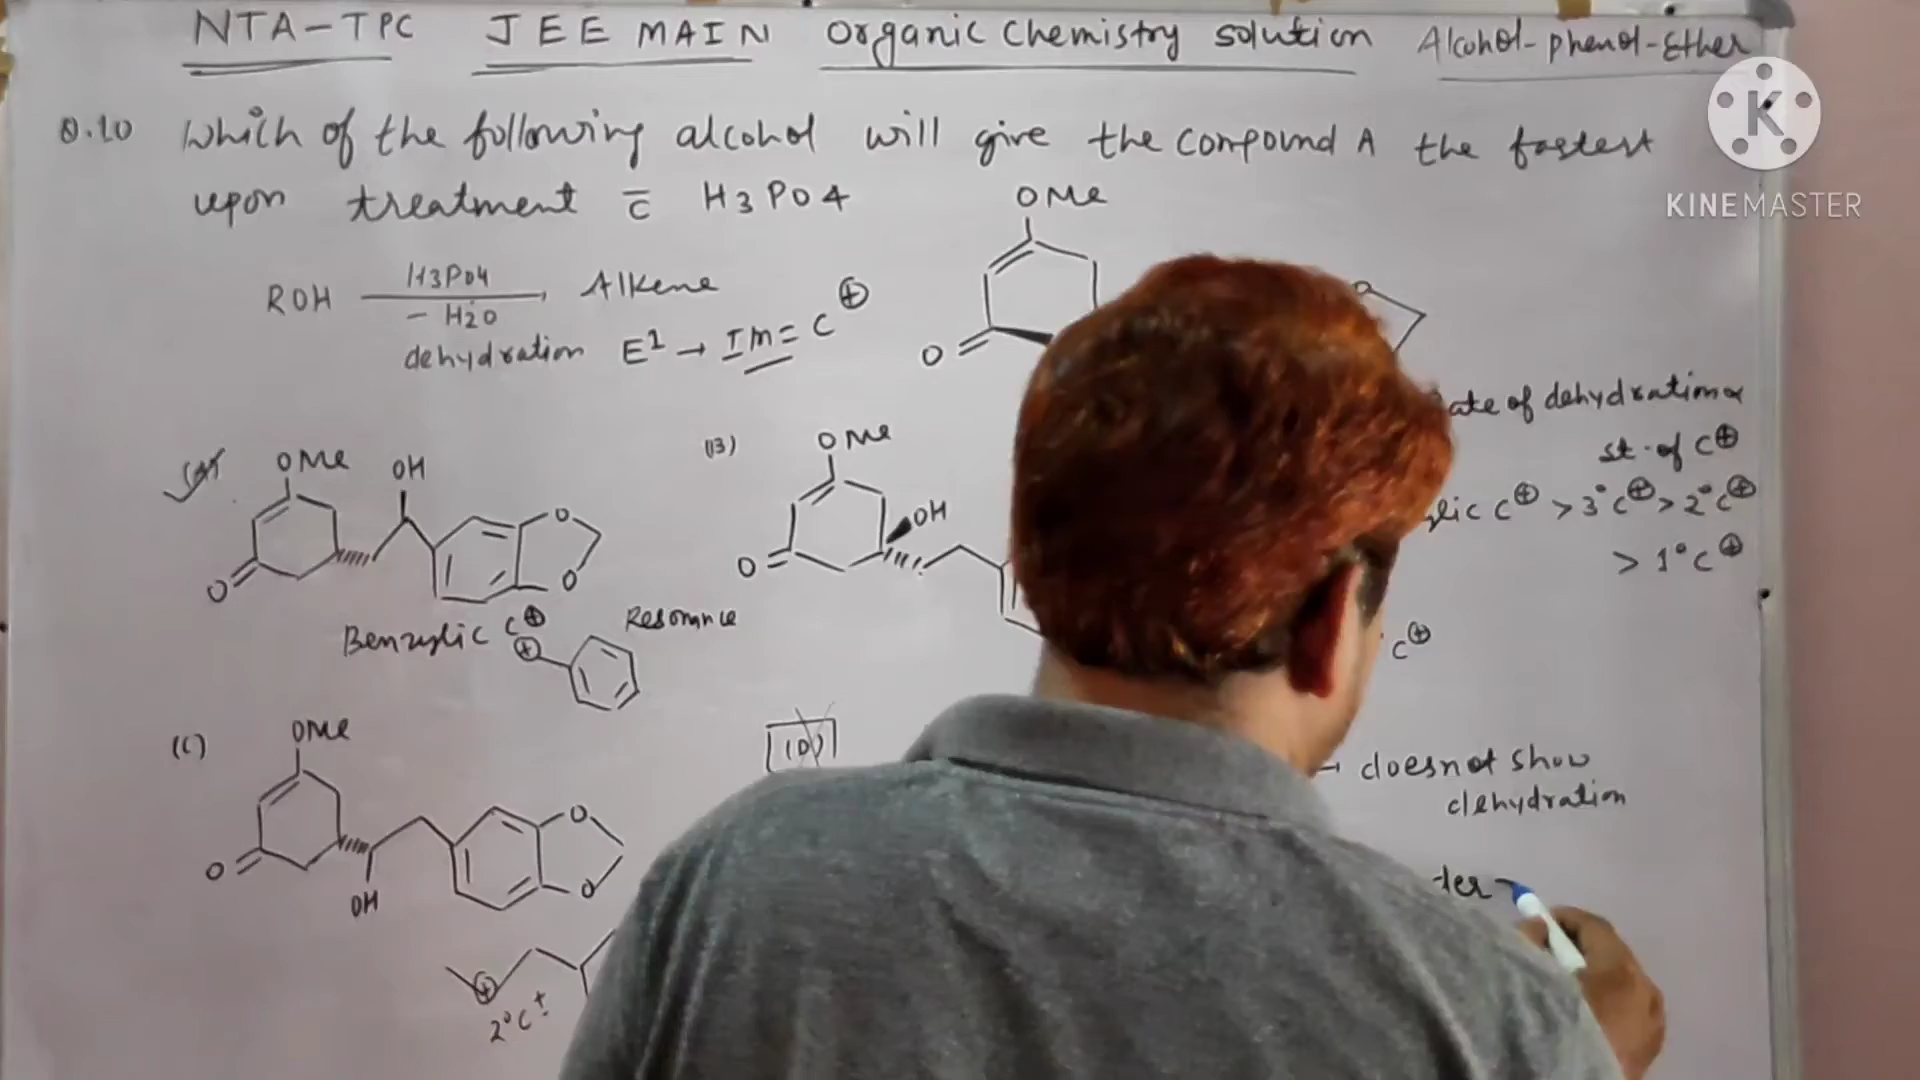 NTA-TPC JEE MAIN Organic Chemistry solution Alcohol-phenol-Ether
K
KINEMASTER
Q.10 Which of the following alcohol will give the compound A the fastest
upon treatment c̄ H3PO4
OMe
O
ROH H3PO4 Alkene
- H2O
dehydration E1 → Im= C⊕
ate of dehydration α
st. of C⊕
lic C⊕ > 3° C⊕ > 2° C⊕
> 1° C⊕
(A) OMe OH
O O O
Benzylic C⊕ ⊕ Resonance
(B) OMe
OH
O
C⊕
(C) OMe
O O O
OH
⊕
2° C+
(D)
→ doesnot show
dehydration
ter